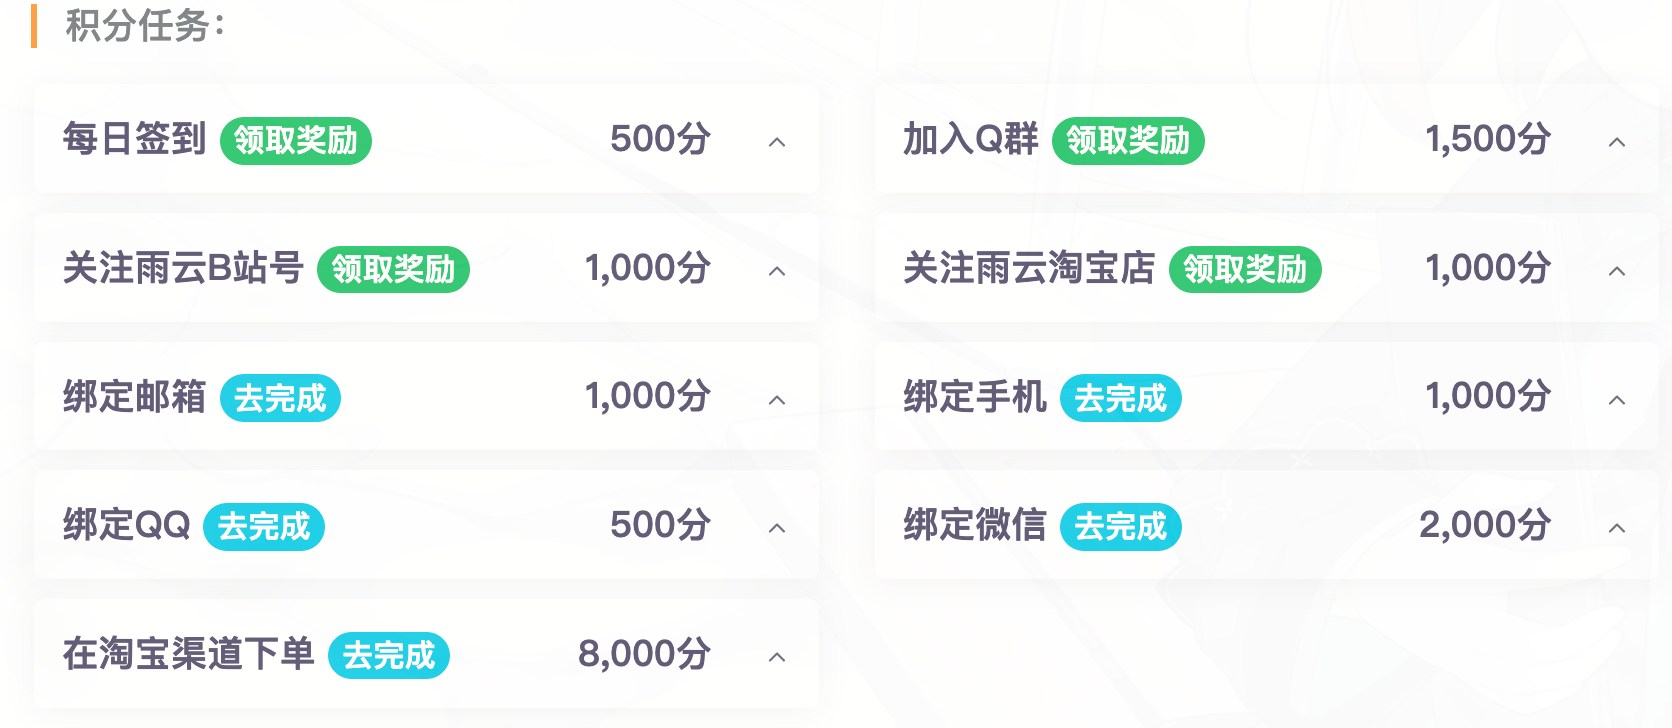 积分任务：
每日签到 领取奖励 500分
加入Q群 领取奖励 1,500分
关注雨云B站号 领取奖励 1,000分
关注雨云淘宝店 领取奖励 1,000分
绑定邮箱 去完成 1,000分
绑定手机 去完成 1,000分
绑定QQ 去完成 500分
绑定微信 去完成 2,000分
在淘宝渠道下单 去完成 8,000分